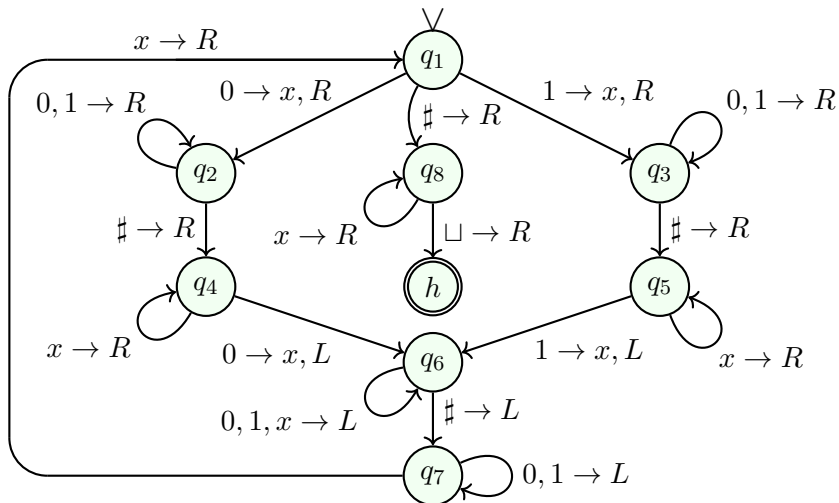 x → R
q₁
0, 1 → R
0 → x, R
♯ → R
1 → x, R
0, 1 → R
q₂
q₈
q₃
♯ → R
x → R
⊔ → R
♯ → R
q₄
h
q₅
x → R
0 → x, L
q₆
1 → x, L
x → R
0, 1, x → L
♯ → L
q₇
0, 1 → L